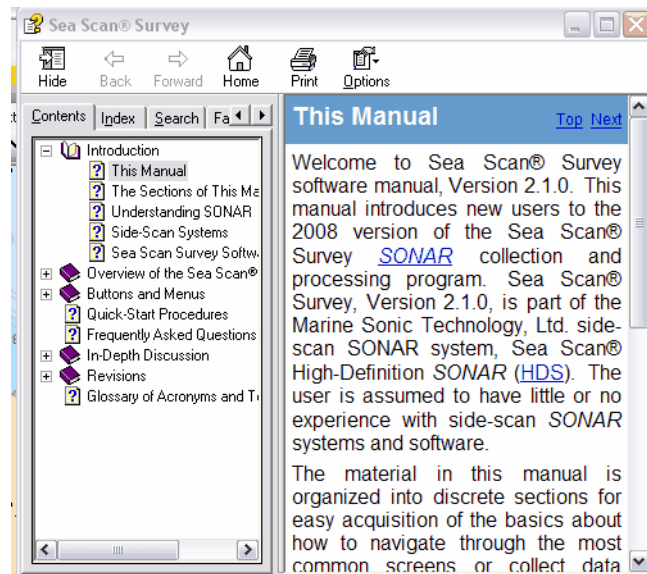 Sea Scan® Survey
Hide Back Forward Home Print Options
Contents Index Search Fa
Introduction
This Manual
The Sections of This Ma
Understanding SONAR
Side-Scan Systems
Sea Scan Survey Softw
Overview of the Sea Scan®
Buttons and Menus
Quick-Start Procedures
Frequently Asked Questions
In-Depth Discussion
Revisions
Glossary of Acronyms and T
This Manual Top Next
Welcome to Sea Scan® Survey
software manual, Version 2.1.0. This
manual introduces new users to the
2008 version of the Sea Scan®
Survey SONAR collection and
processing program. Sea Scan®
Survey, Version 2.1.0, is part of the
Marine Sonic Technology, Ltd. side-
scan SONAR system, Sea Scan®
High-Definition SONAR (HDS). The
user is assumed to have little or no
experience with side-scan SONAR
systems and software.
The material in this manual is
organized into discrete sections for
easy acquisition of the basics about
how to navigate through the most
common screens or collect data